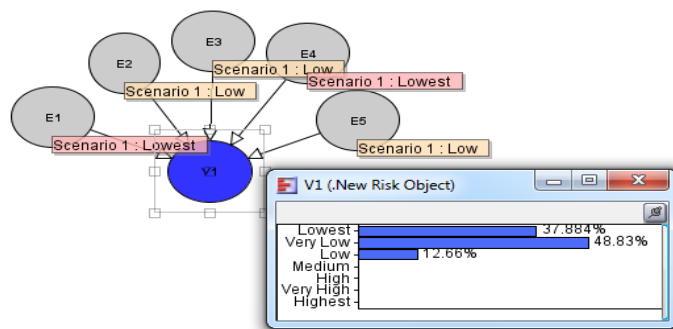 E3
E4
E2
Scenario 1 : Low
Scenario 1 : Lowest
Scenario 1 : Low
E1
E5
Scenario 1 : Lowest
Scenario 1 : Low
V1
V1 (.New Risk Object)
Lowest 37.884%
Very Low 48.83%
Low 12.66%
Medium
High
Very High
Highest